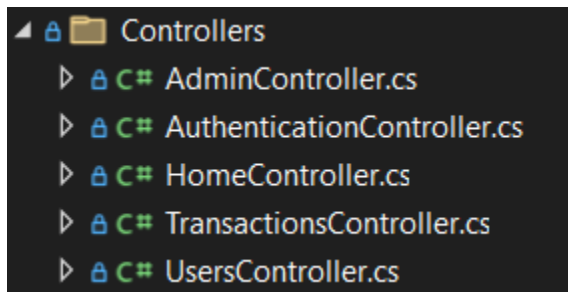 Controllers
C# AdminController.cs
C# AuthenticationController.cs
C# HomeController.cs
C# TransactionsController.cs
C# UsersController.cs